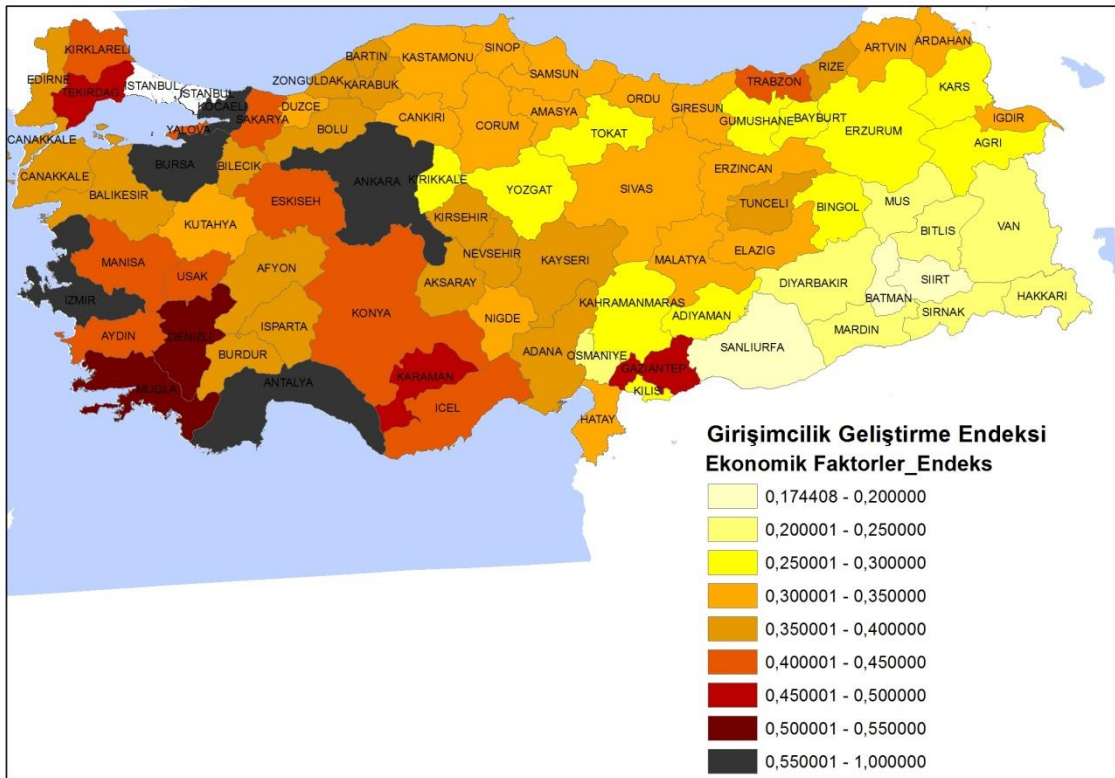 KIRKLARELI
EDIRNE
TEKIRDAG
ISTANBUL
ISTANBUL
KOCAELI
YALOVA
SAKARYA
DUZCE
ZONGULDAK
BARTIN
KARABUK
KASTAMONU
SINOP
SAMSUN
ORDU
GIRESUN
TRABZON
RIZE
ARTVIN
ARDAHAN
KARS
IGDIR
AGRI
ERZURUM
BAYBURT
GUMUSHANE
TOKAT
AMASYA
CORUM
CANKIRI
BOLU
BILECIK
BURSA
CANAKKALE
CANAKKALE
BALIKESIR
KUTAHYA
ESKISEH
ANKARA
KIRIKKALE
YOZGAT
SIVAS
ERZINCAN
TUNCELI
BINGOL
MUS
BITLIS
VAN
HAKKARI
SIRNAK
SIIRT
BATMAN
MARDIN
DIYARBAKIR
ELAZIG
MALATYA
KAYSERI
KIRSEHIR
NEVSEHIR
AKSARAY
NIGDE
KONYA
AFYON
USAK
MANISA
IZMIR
AYDIN
DENIZLI
ISPARTA
BURDUR
MUGLA
ANTALYA
KARAMAN
ICEL
ADANA
KAHRAMANMARAS
ADIYAMAN
OSMANIYE
GAZIANTEP
KILIS
SANLIURFA
HATAY
Girişimcilik Geliştirme Endeksi
Ekonomik Faktorler_Endeks
0,174408 - 0,200000
0,200001 - 0,250000
0,250001 - 0,300000
0,300001 - 0,350000
0,350001 - 0,400000
0,400001 - 0,450000
0,450001 - 0,500000
0,500001 - 0,550000
0,550001 - 1,000000